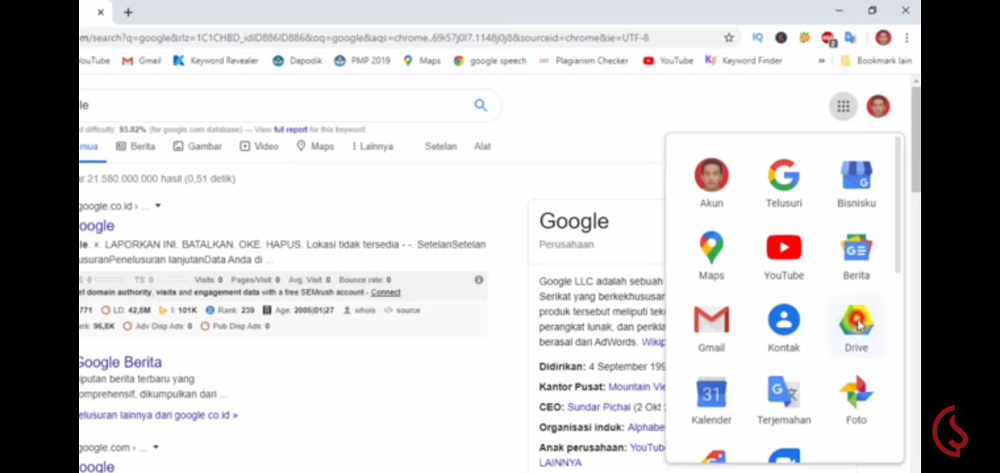 m/search?q=google&rlz=1C1CHBD_idID886ID886&oq=google&aqs=chrome..69i57j0l7.1148j0j8&sourceid=chrome&ie=UTF-8
YouTube Gmail Keyword Revealer Dapodik PMP 2019 Maps google speech Plagiarism Checker YouTube Keyword Finder » Bookmark lain
le
d difficulty: 93.82% (for google.com database) — View full report for this keyword
mua Berita Gambar Video Maps Lainnya Setelan Alat
ar 21.580.000.000 hasil (0,51 detik)
google.co.id › ...
oogle
le. ×. LAPORKAN INI. BATALKAN. OKE. HAPUS. Lokasi tidak tersedia - -. SetelanSetelan
usuranPenelusuran lanjutanData Anda di ...
S: 0 TS: 0 Visits: 0 Pages/Visit: 0 Avg. Visit: 0 Bounce rate: 0
et domain authority, visits and engagement data with a free SEMrush account - Connect
771 LD: 42,8M I: 101K Rank: 239 Age: 2005|01|27 whois source
nk: 96,8K Adv Disp Ads: 0 Pub Disp Ads: 0
Google Berita
iputan berita terbaru yang
omprehensif, dikumpulkan dari ...
elusuran lainnya dari google.co.id »
google.com › ...
oogle
Google
Perusahaan
Google LLC adalah sebuah
Serikat yang berkekhususan
produk tersebut meliputi tek
perangkat lunak, dan perikla
berasal dari AdWords. Wikip
Didirikan: 4 September 199
Kantor Pusat: Mountain Vie
CEO: Sundar Pichai (2 Okt
Organisasi induk: Alphabe
Anak perusahaan: YouTub
LAINNYA
Akun Telusuri Bisnisku
Maps YouTube Berita
Gmail Kontak Drive
31
Kalender Terjemahan Foto